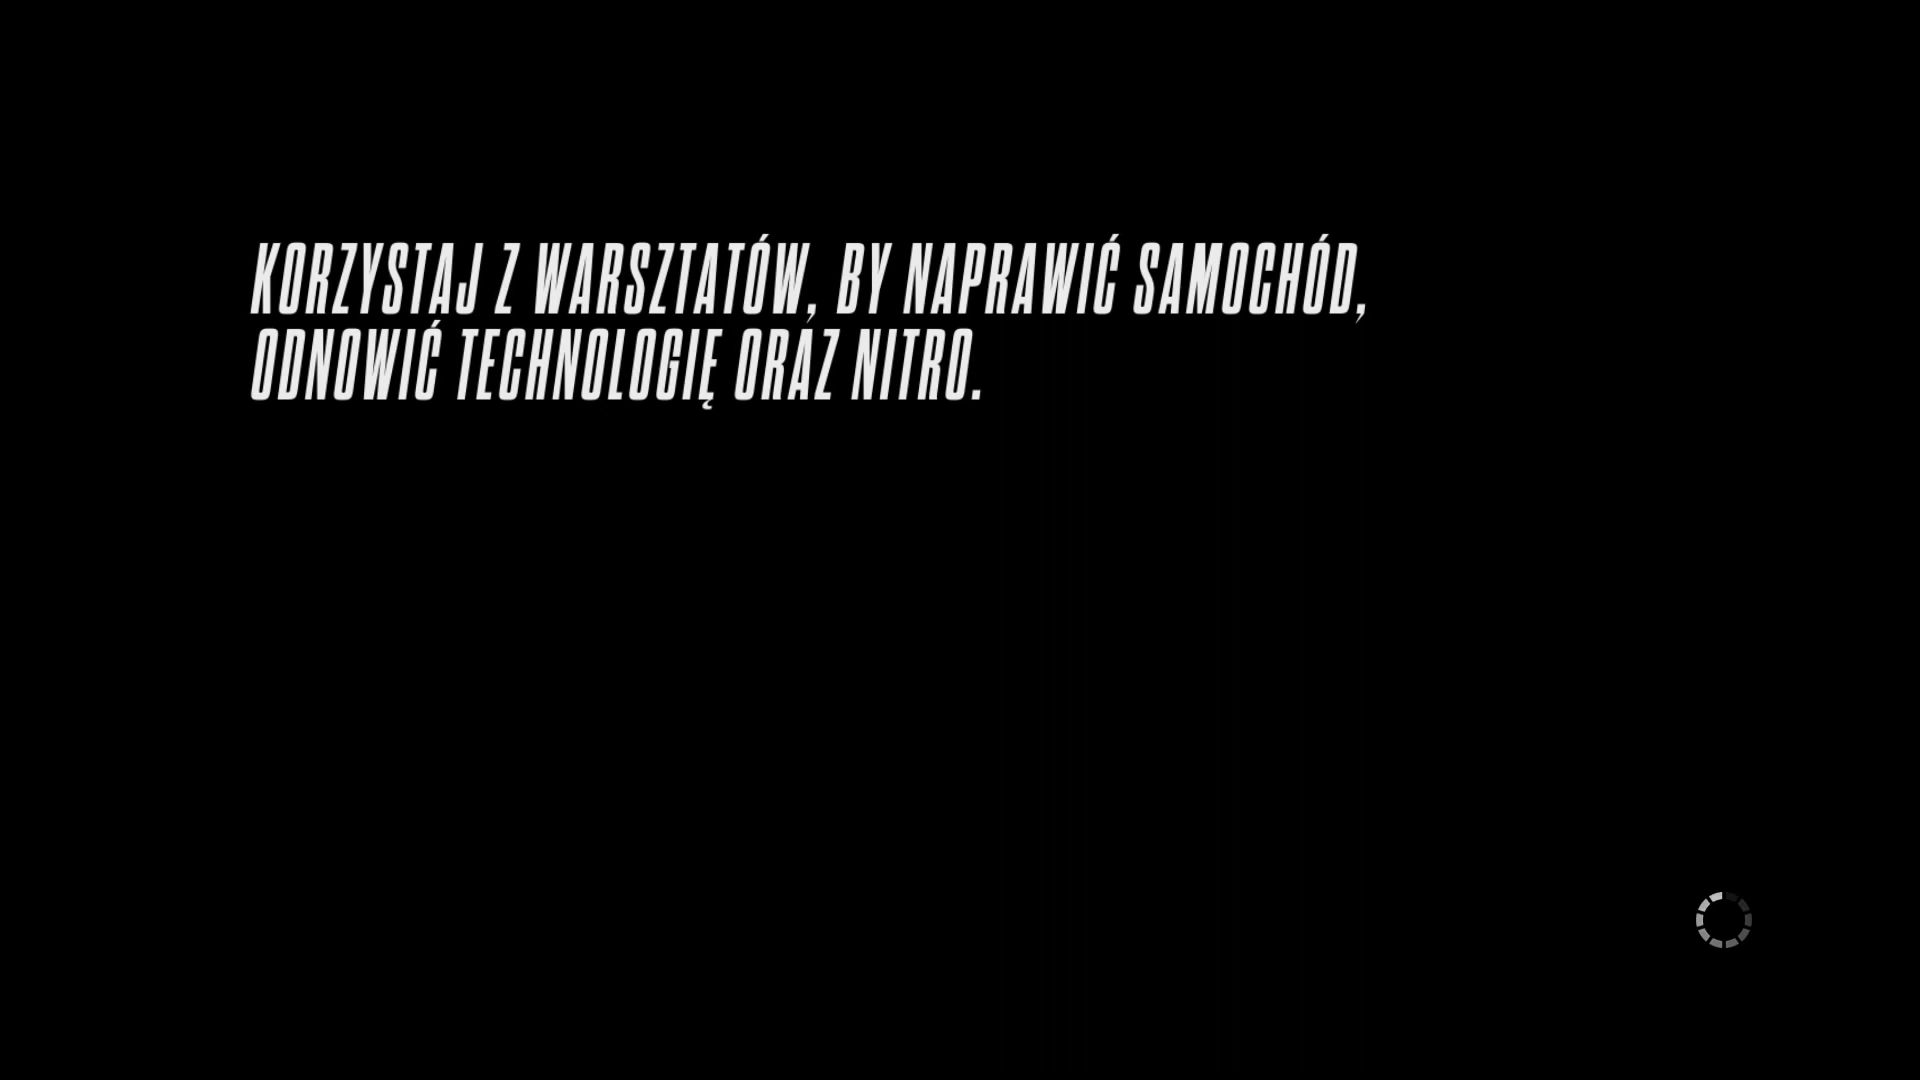 KORZYSTAJ Z WARSZTATÓW, BY NAPRAWIĆ SAMOCHÓD,
ODNOWIĆ TECHNOLOGIĘ ORAZ NITRO.